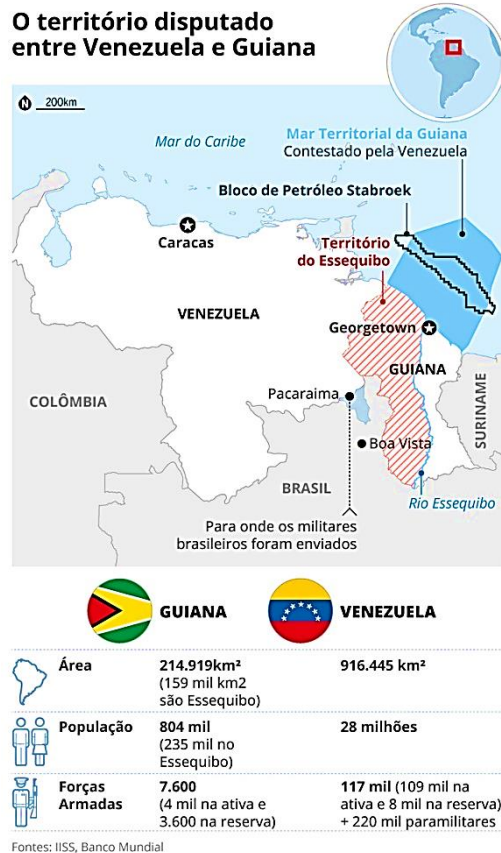 O território disputado
entre Venezuela e Guiana
N 200km
Mar do Caribe
Mar Territorial da Guiana
Contestado pela Venezuela
Bloco de Petróleo Stabroek
Caracas
Território
do Essequibo
VENEZUELA
Georgetown
GUIANA
COLÔMBIA
Pacaraima
SURINAME
Boa Vista
BRASIL
Rio Essequibo
Para onde os militares
brasileiros foram enviados
GUIANA
VENEZUELA
Área
214.919km²
916.445 km²
(159 mil km2
são Essequibo)
População
804 mil
28 milhões
(235 mil no
Essequibo)
Forças
Armadas
7.600
(4 mil na ativa e
3.600 na reserva)
117 mil (109 mil na
ativa e 8 mil na reserva)
+ 220 mil paramilitares
Fontes: IISS, Banco Mundial